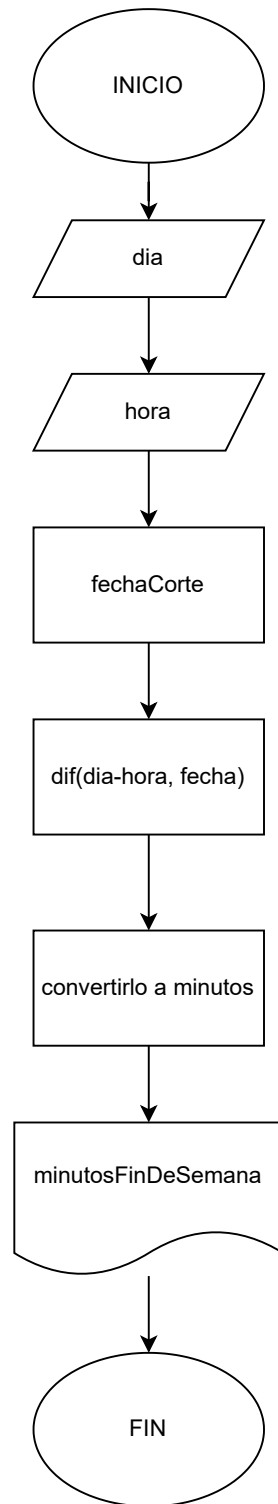 INICIO
dia
hora
fechaCorte
dif(dia-hora, fecha)
convertirlo a minutos
minutosFinDeSemana
FIN